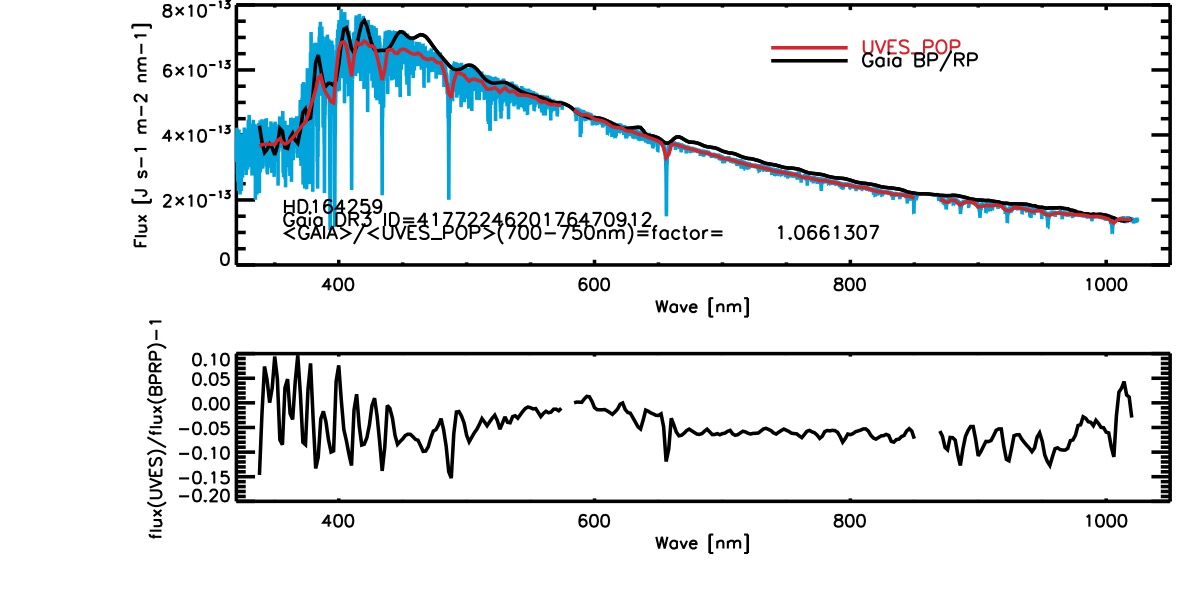 8×10−13
6×10−13
4×10−13
2×10−13
0
Flux [J s−1 m−2 nm−1]
UVES_POP
Gaia BP/RP
HD164259
Gaia DR3 ID=4177224620176470912
<GAIA>/<UVES_POP>(700−750nm)=factor= 1.0661307
400 600 800 1000
Wave [nm]
flux(UVES)/flux(BPRP)−1
0.10
0.05
0.00
−0.05
−0.10
−0.15
−0.20
400 600 800 1000
Wave [nm]